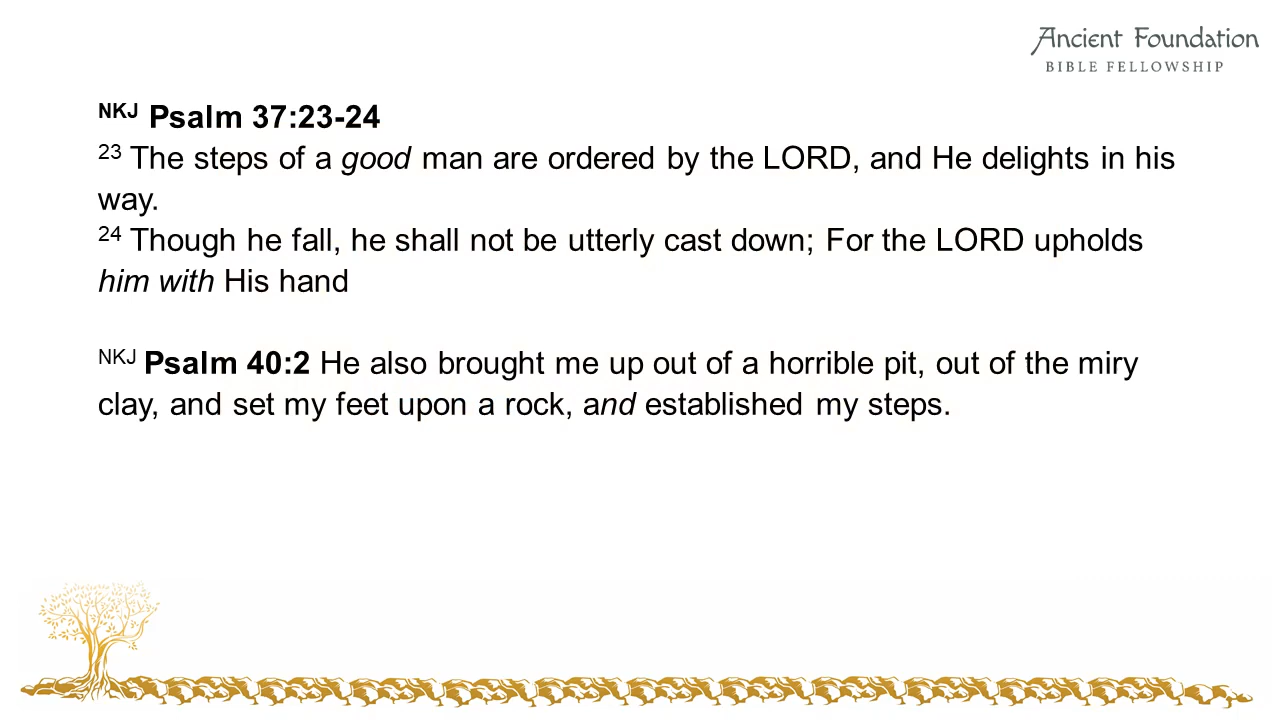 Ancient Foundation
BIBLE FELLOWSHIP
NKJ Psalm 37:23-24
23 The steps of a good man are ordered by the LORD, and He delights in his
way.
24 Though he fall, he shall not be utterly cast down; For the LORD upholds
him with His hand
NKJ Psalm 40:2 He also brought me up out of a horrible pit, out of the miry
clay, and set my feet upon a rock, and established my steps.